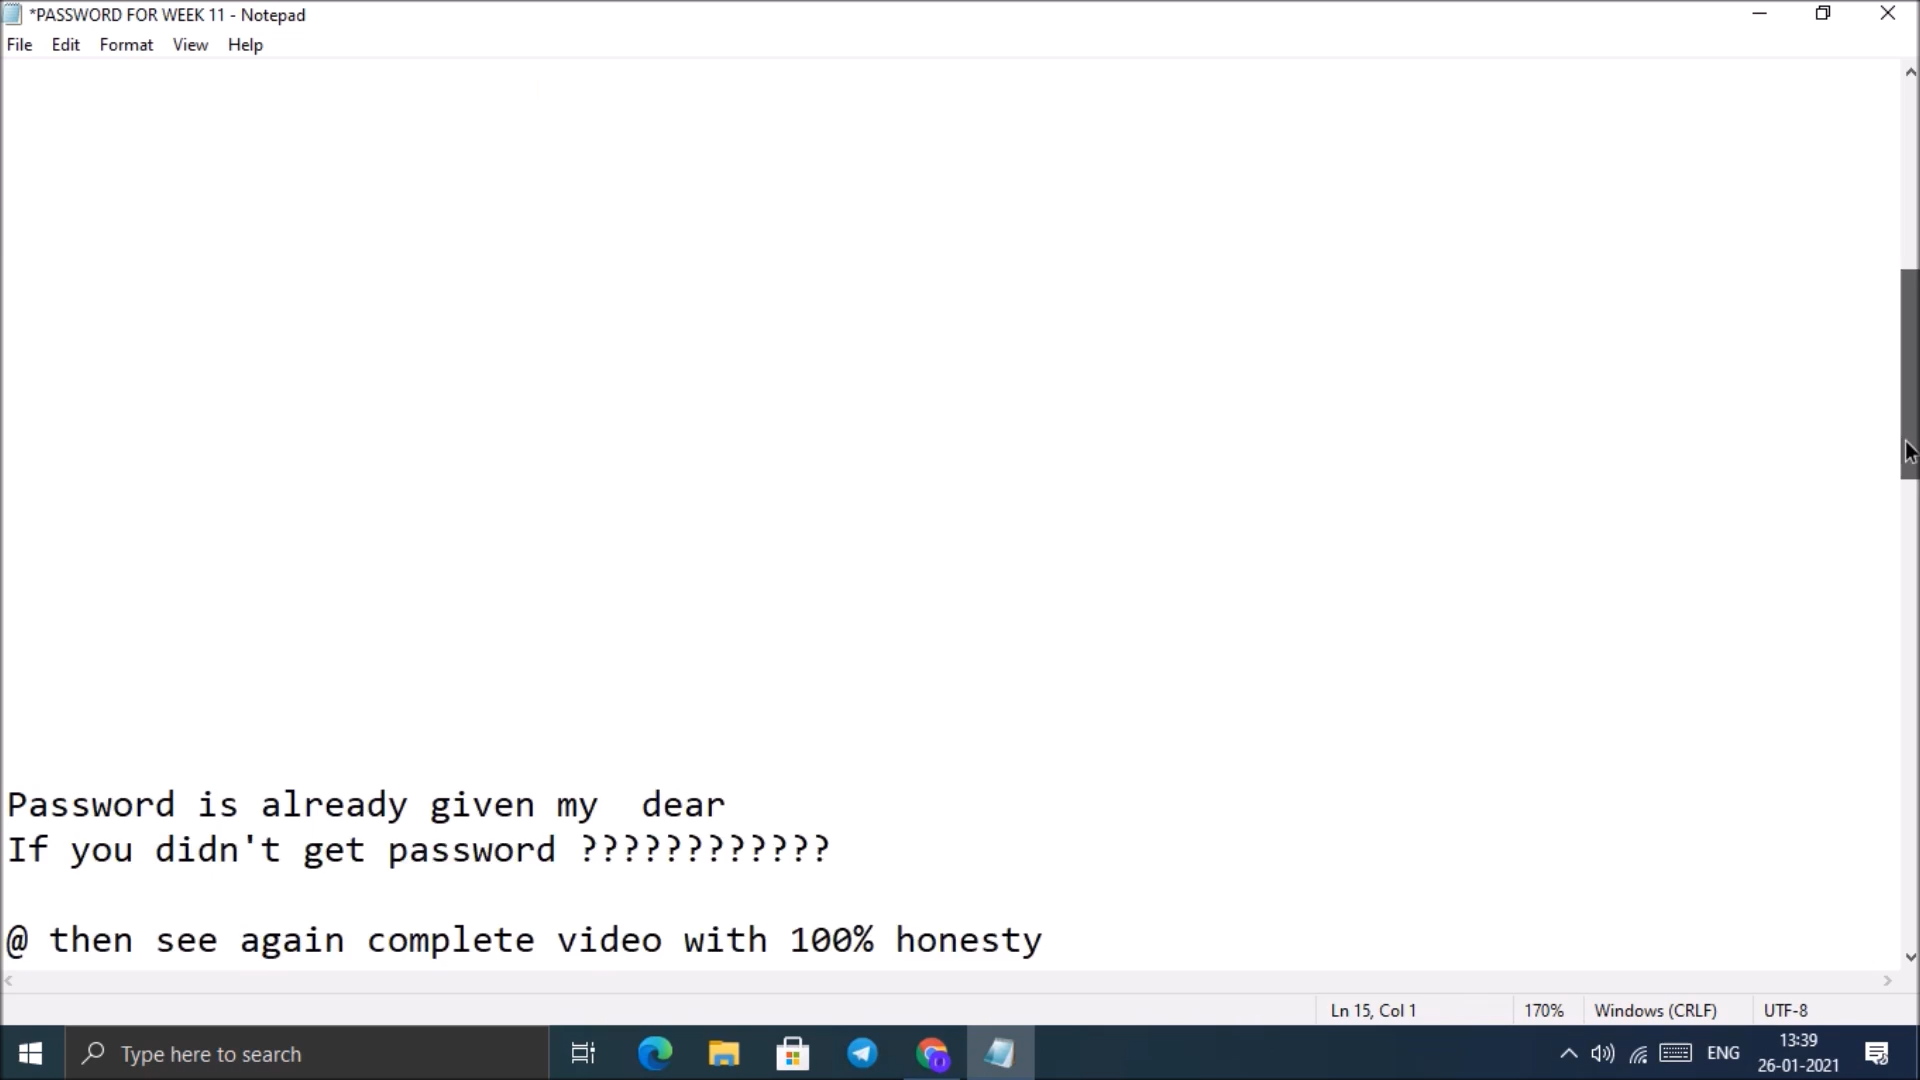 *PASSWORD FOR WEEK 11 - Notepad
File Edit Format View Help
Password is already given my  dear
If you didn't get password ????????????
@ then see again complete video with 100% honesty
Ln 15, Col 1 170% Windows (CRLF) UTF-8
Type here to search
ENG
13:39
26-01-2021